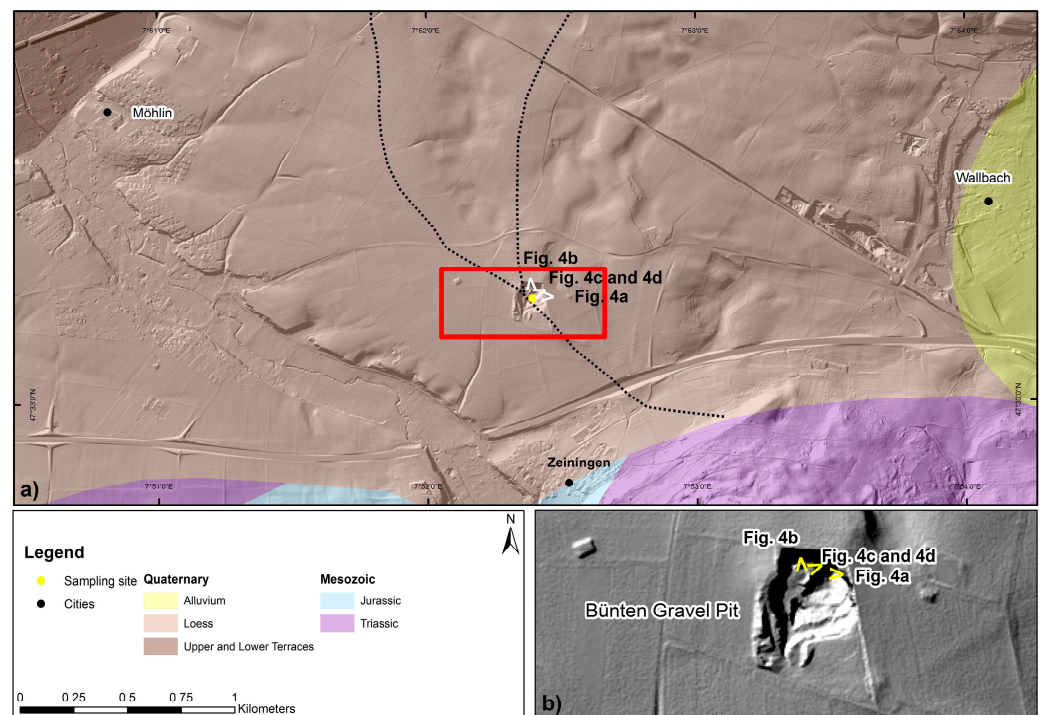 7°51'0"E
7°52'0"E
7°53'0"E
7°54'0"E
Möhlin
Wallbach
Fig. 4b
Fig. 4c and 4d
Fig. 4a
47°33'0"N
47°33'0"N
Zeiningen
a)
7°51'0"E
7°52'0"E
7°53'0"E
7°54'0"E
N
Legend
Sampling site
Cities
Quaternary
Alluvium
Loess
Upper and Lower Terraces
Mesozoic
Jurassic
Triassic
0 0.25 0.5 0.75 1
Kilometers
Fig. 4b
Fig. 4c and 4d
Fig. 4a
Bünten Gravel Pit
b)